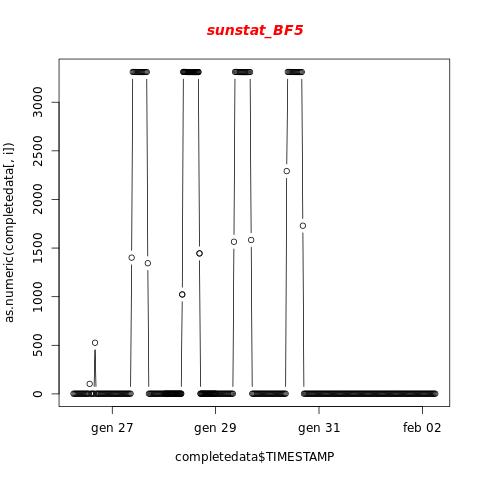 sunstat_BF5
as.numeric(completedata[, i])
3000
2500
2000
1500
1000
500
0
gen 27 gen 29 gen 31 feb 02
completedata$TIMESTAMP